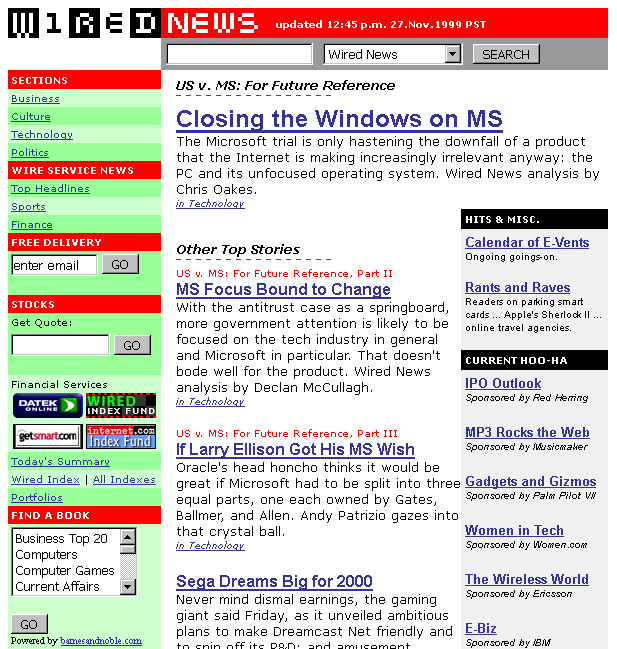 WIRED NEWS updated 12:45 p.m. 27.Nov.1999 PST
Wired News SEARCH
SECTIONS
Business
Culture
Technology
Politics
WIRE SERVICE NEWS
Top Headlines
Sports
Finance
FREE DELIVERY
enter email GO
STOCKS
Get Quote:
GO
Financial Services
DATEK ONLINE
WIRED INDEX FUND
getsmart.com
internet.com Index Fund
Today's Summary
Wired Index | All Indexes
Portfolios
FIND A BOOK
Business Top 20
Computers
Computer Games
Current Affairs
GO
Powered by barnesandnoble.com
US v. MS: For Future Reference
Closing the Windows on MS
The Microsoft trial is only hastening the downfall of a product
that the Internet is making increasingly irrelevant anyway: the
PC and its unfocused operating system. Wired News analysis by
Chris Oakes.
in Technology
Other Top Stories
US v. MS: For Future Reference, Part II
MS Focus Bound to Change
With the antitrust case as a springboard,
more government attention is likely to be
focused on the tech industry in general
and Microsoft in particular. That doesn't
bode well for the product. Wired News
analysis by Declan McCullagh.
in Technology
US v. MS: For Future Reference, Part III
If Larry Ellison Got His MS Wish
Oracle's head honcho thinks it would be
great if Microsoft had to be split into three
equal parts, one each owned by Gates,
Ballmer, and Allen. Andy Patrizio gazes into
that crystal ball.
in Technology
Sega Dreams Big for 2000
Never mind dismal earnings, the gaming
giant said Friday, as it unveiled ambitious
plans to make Dreamcast Net friendly and
to spin off its R&D; and amusement
HITS & MISC.
Calendar of E-Vents
Ongoing goings-on.
Rants and Raves
Readers on parking smart
cards ... Apple's Sherlock II ...
online travel agencies.
CURRENT HOO-HA
IPO Outlook
Sponsored by Red Herring
MP3 Rocks the Web
Sponsored by Musicmaker
Gadgets and Gizmos
Sponsored by Palm Pilot VII
Women in Tech
Sponsored by Women.com
The Wireless World
Sponsored by Ericsson
E-Biz
Sponsored by IBM